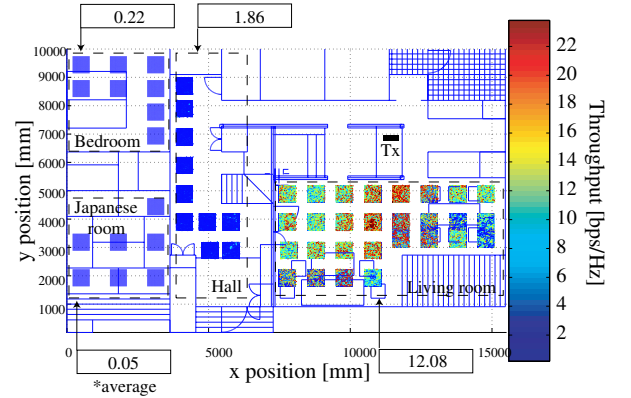 0.22
1.86
10000
9000
8000
7000
6000
5000
4000
3000
2000
1000
y position [mm]
Bedroom
Japanese
room
Hall
Tx
Living room
0
5000
10000
15000
x position [mm]
0.05
*average
12.08
22
20
18
16
14
12
10
8
6
4
2
Throughput [bps/Hz]